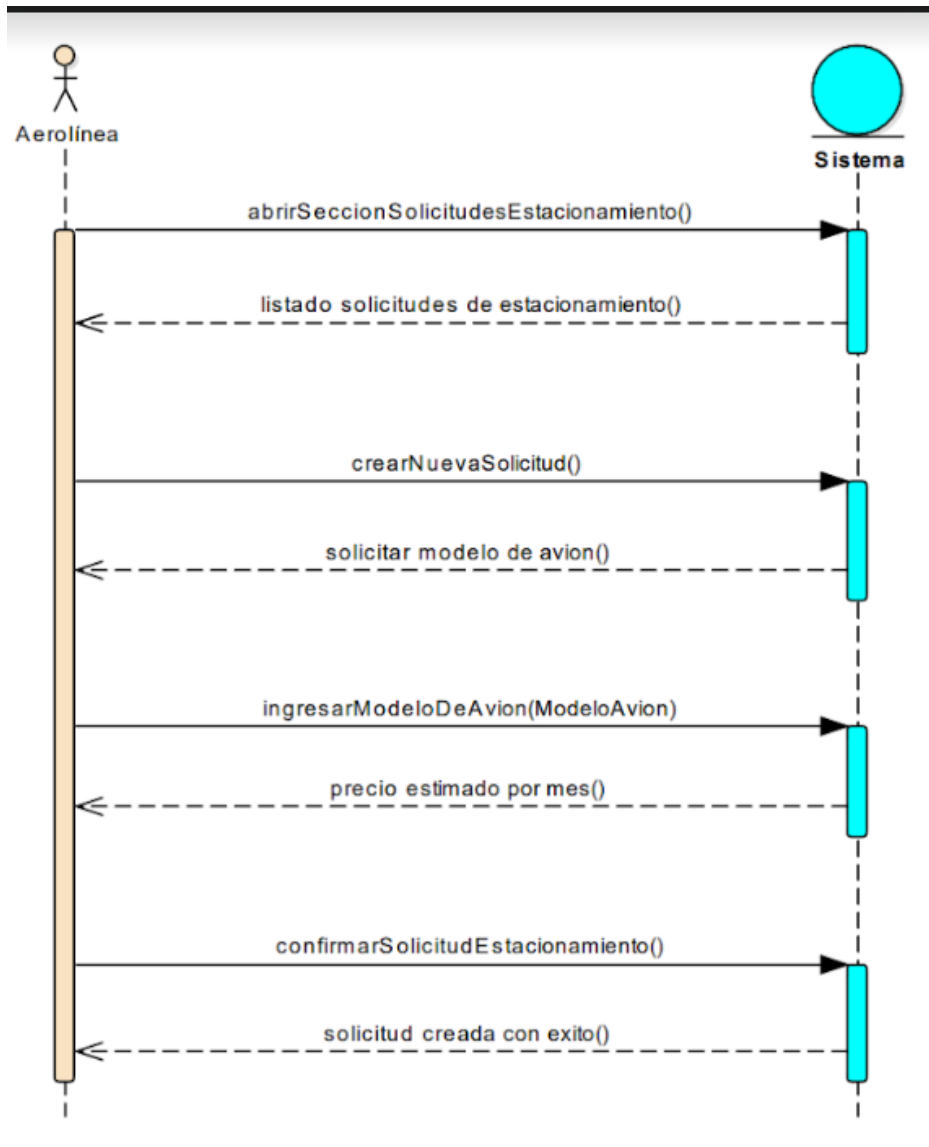 Aerolínea
Sistema
abrirSeccionSolicitudesEstacionamiento()
listado solicitudes de estacionamiento()
crearNuevaSolicitud()
solicitar modelo de avion()
ingresarModeloDeAvion(ModeloAvion)
precio estimado por mes()
confirmarSolicitudEstacionamiento()
solicitud creada con exito()